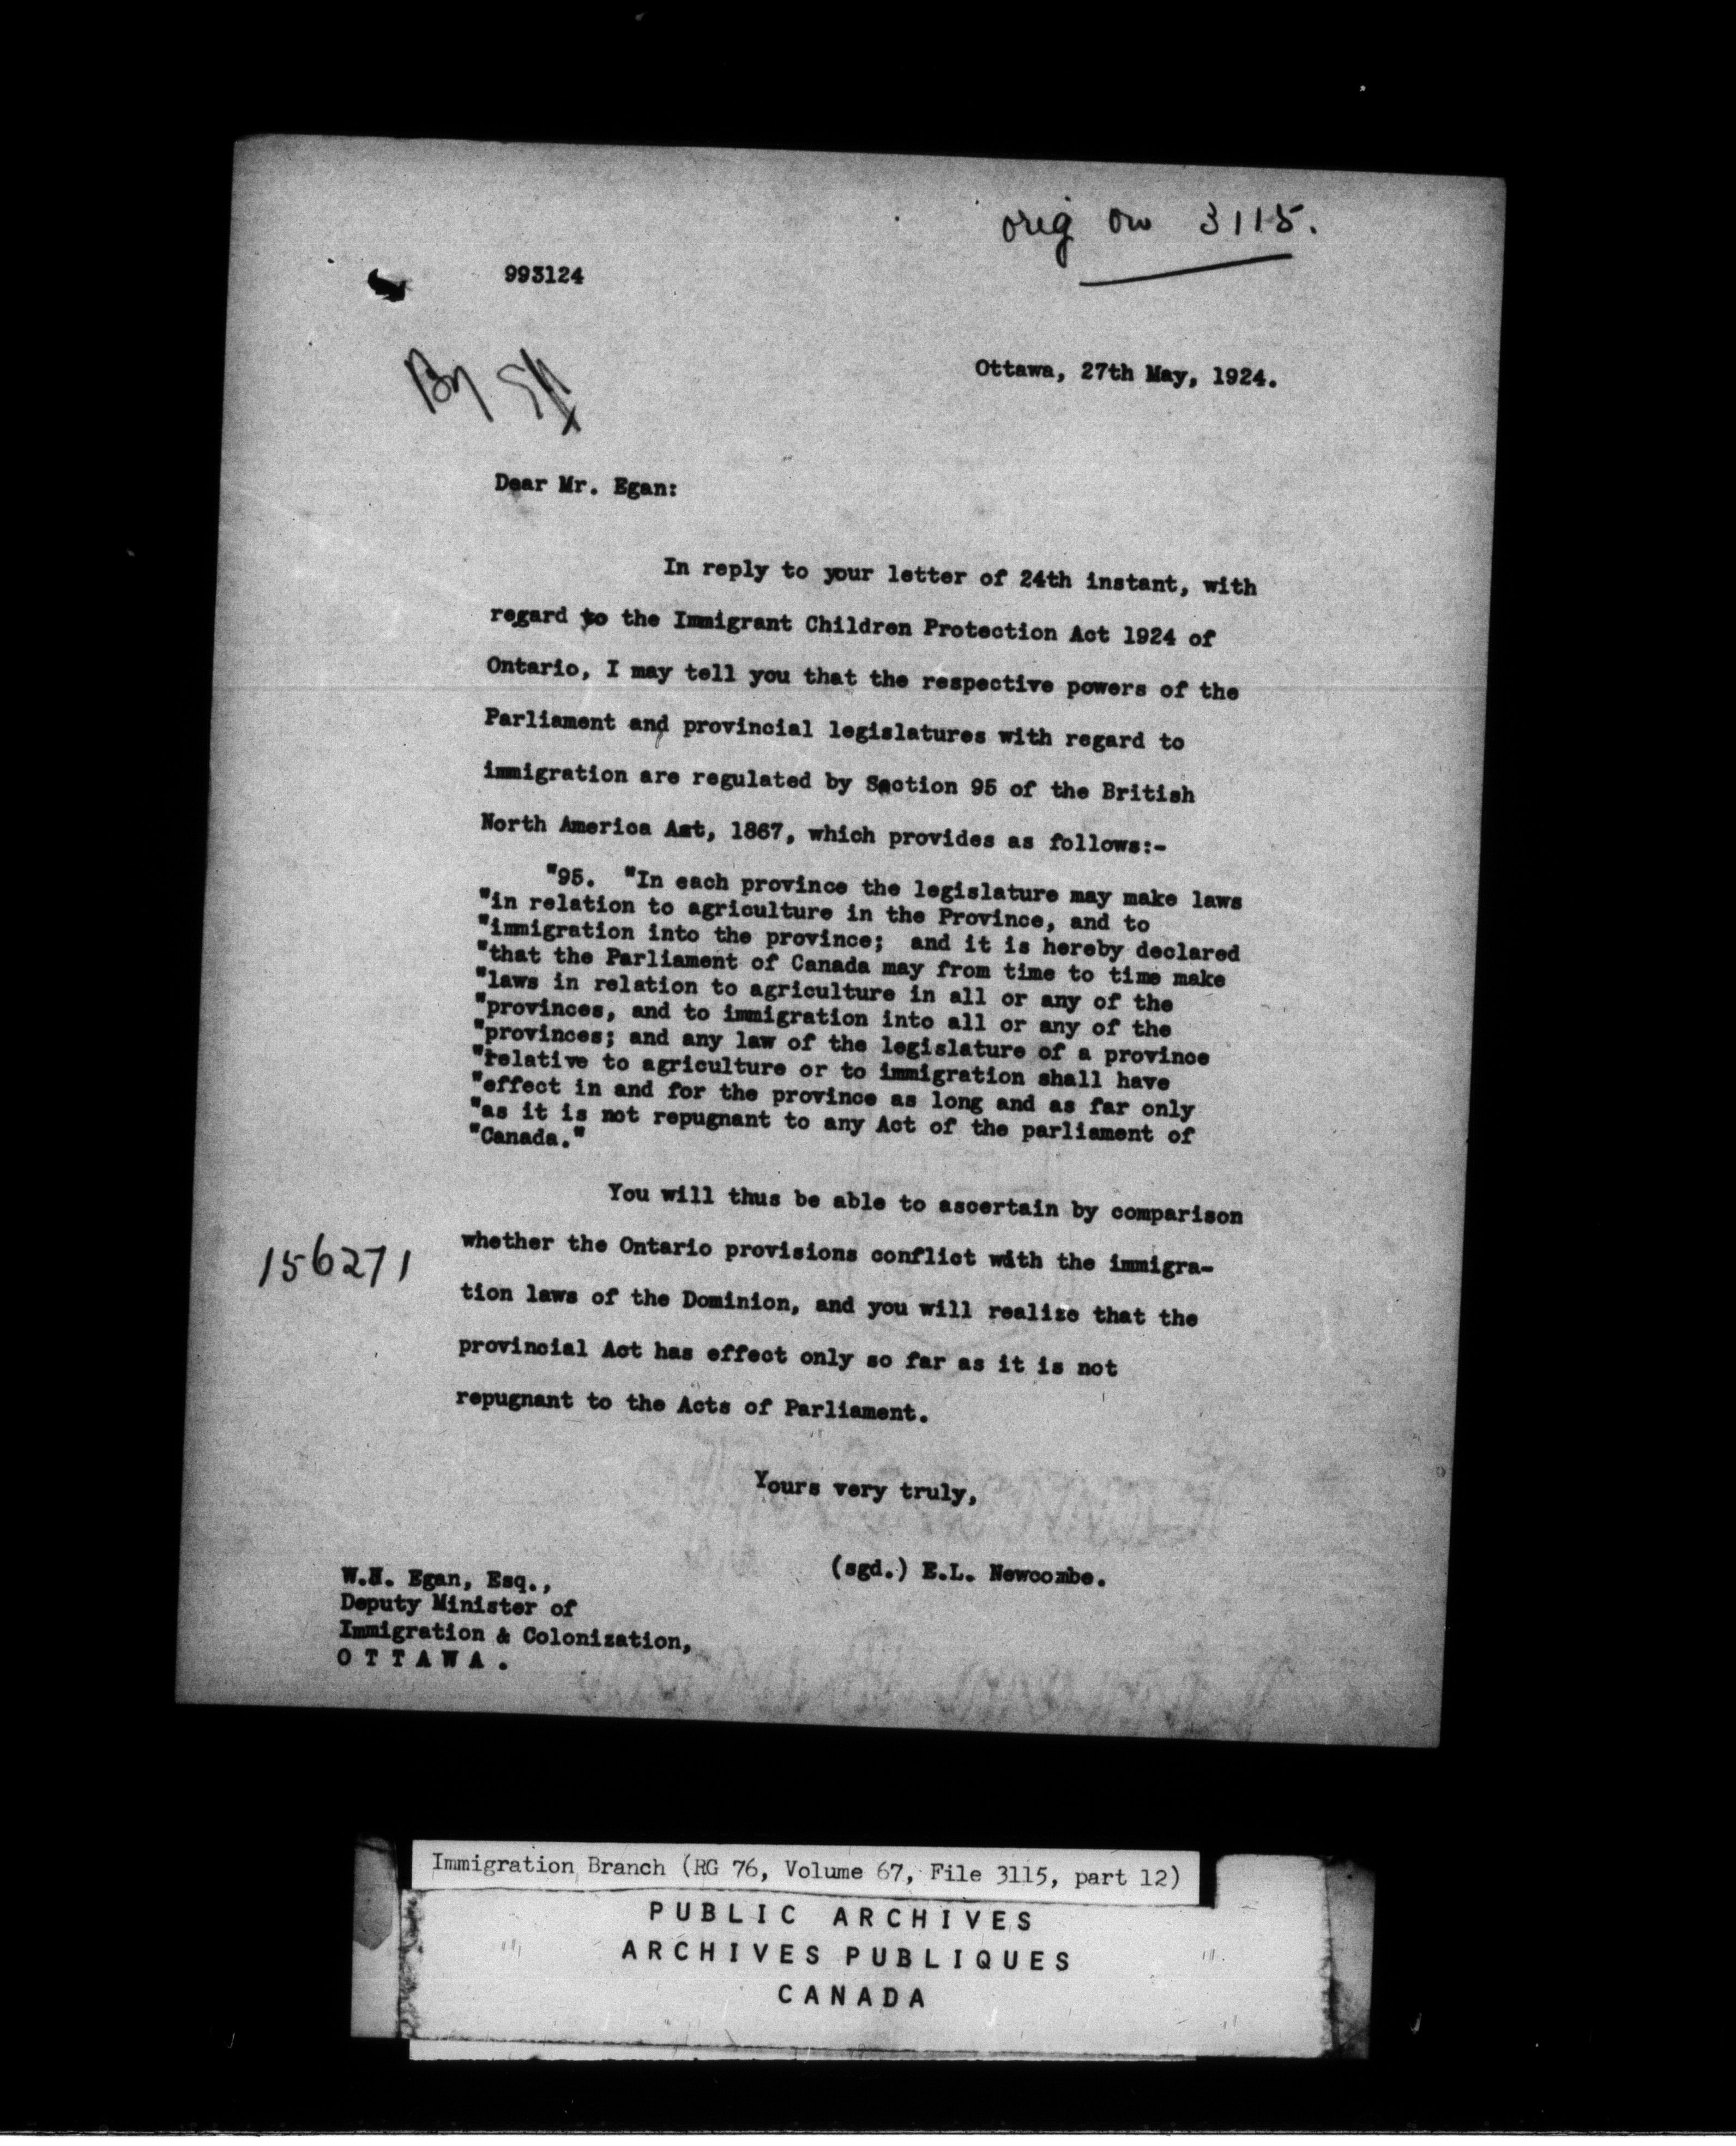 orig on 3115.
993124
By
Ottawa, 27th May, 1924.
Dear Mr. Egan:
In reply to your letter of 24th instant, with
regard to the Immigrant Children Protection Act 1924 of
Ontario, I may tell you that the respective powers of the
Parliament and provincial legislatures with regard to
immigration are regulated by Section 95 of the British
North America Act, 1867, which provides as follows:-
"95. "In each province the legislature may make laws
"in relation to agriculture in the Province, and to
"immigration into the province; and it is hereby declared
"that the Parliament of Canada may from time to time make
"laws in relation to agriculture in all or any of the
"provinces, and to immigration into all or any of the
"provinces; and any law of the legislature of a province
"relative to agriculture or to immigration shall have
"effect in and for the province as long and as far only
"as it is not repugnant to any Act of the parliament of
"Canada."
You will thus be able to ascertain by comparison
whether the Ontario provisions conflict with the immigra-
156271
tion laws of the Dominion, and you will realize that the
provincial Act has effect only so far as it is not
repugnant to the Acts of Parliament.
Yours very truly,
(sgd.) E.L. Newcombe.
W.N. Egan, Esq.,
Deputy Minister of
Immigration & Colonization,
OTTAWA.
Immigration Branch (RG 76, Volume 67, File 3115, part 12)
PUBLIC ARCHIVES
ARCHIVES PUBLIQUES
CANADA